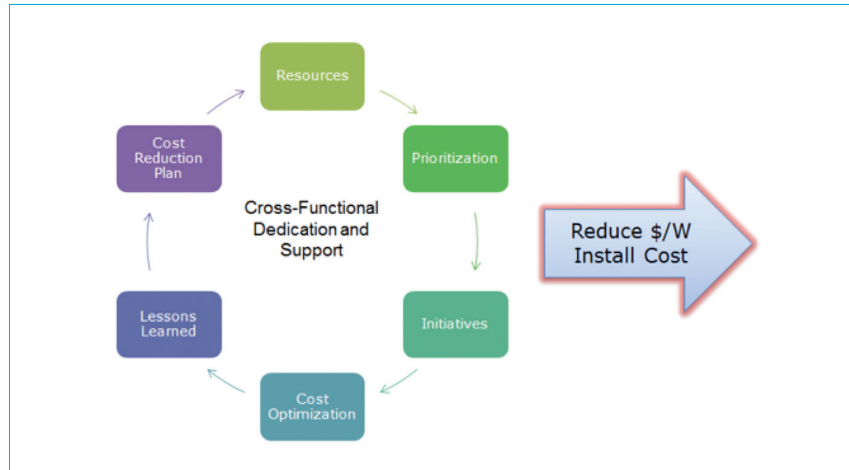 Resources
Prioritization
Initiatives
Cost
Optimization
Lessons
Learned
Cost
Reduction
Plan
Cross-Functional
Dedication and
Support
Reduce $/W
Install Cost